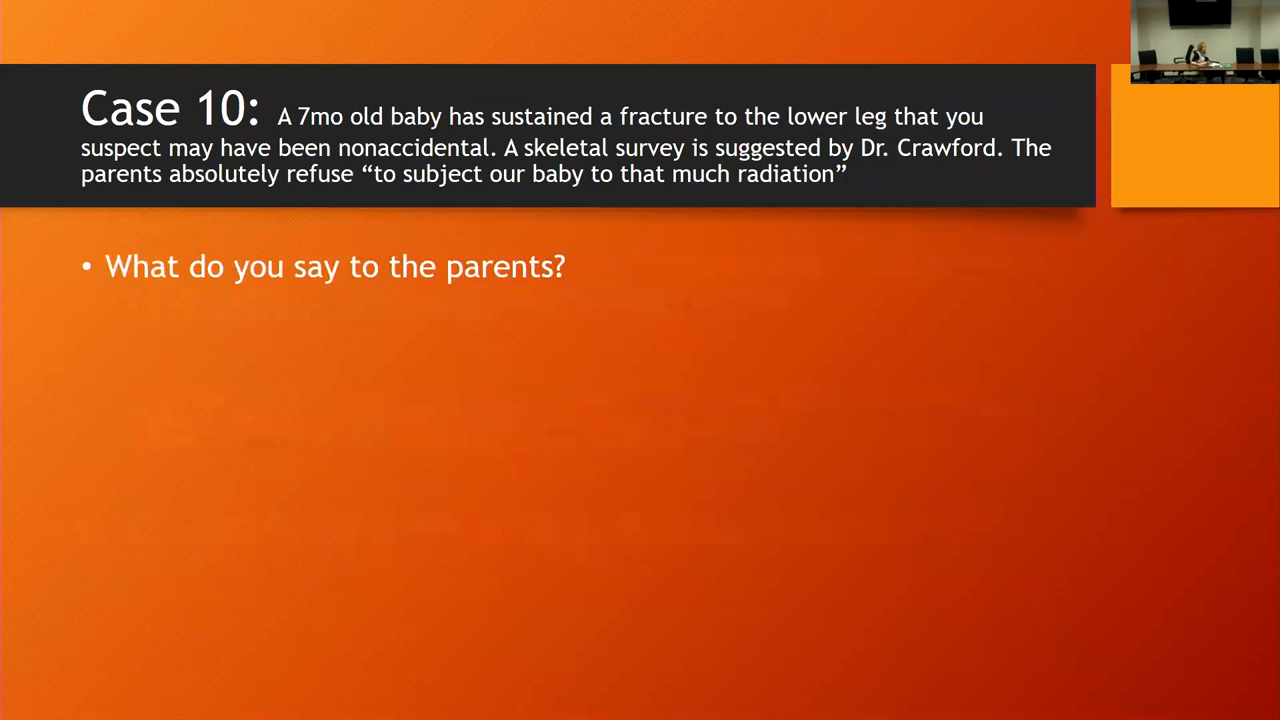 Case 10: A 7mo old baby has sustained a fracture to the lower leg that you
suspect may have been nonaccidental. A skeletal survey is suggested by Dr. Crawford. The
parents absolutely refuse “to subject our baby to that much radiation”
• What do you say to the parents?